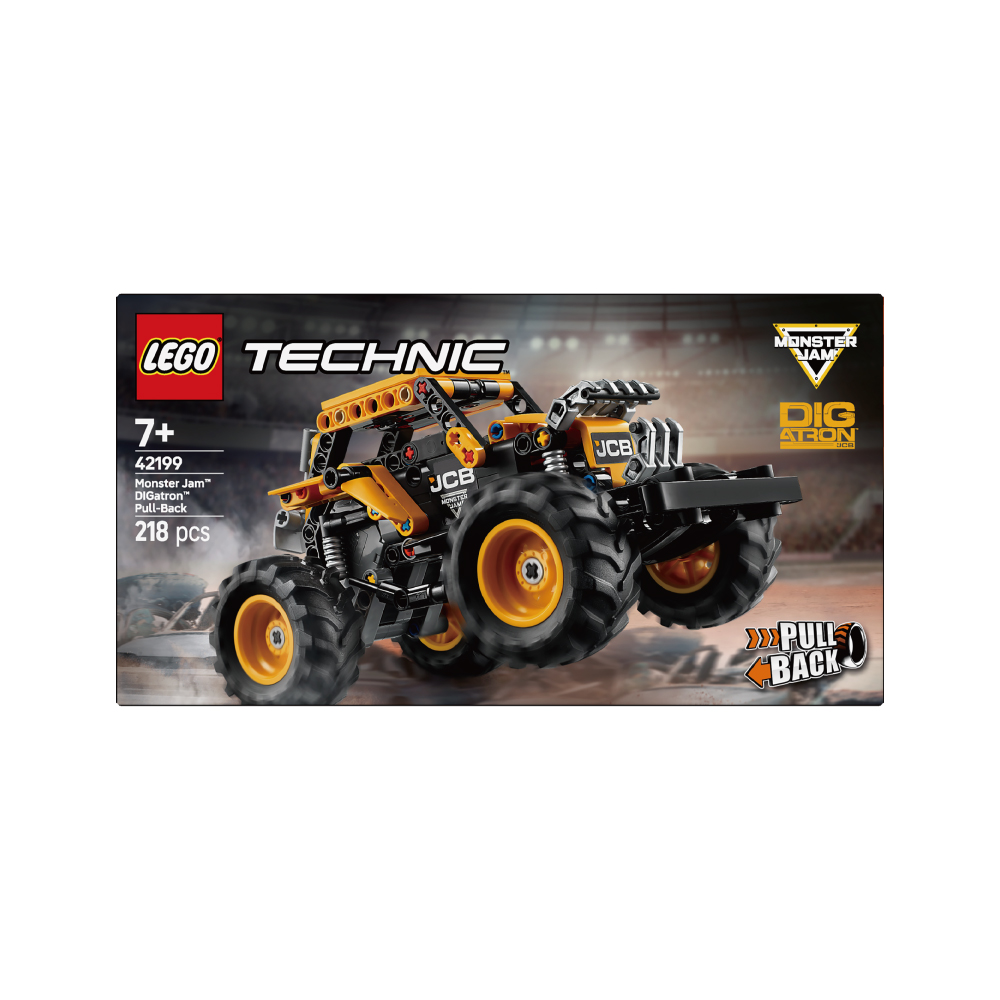 LEGO
TECHNIC
7+
42199
Monster Jam™
DIGatron™
Pull-Back
218 pcs
MONSTER
JAM
DIG
ATRON
JCB
JCB
JCB
MONSTER
JAM
PULL
BACK